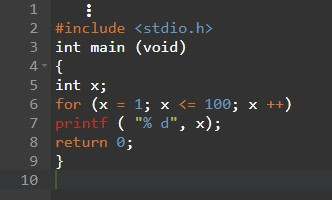 1 ⋮
2 #include <stdio.h>
3 int main (void)
4 {
5 int x;
6 for (x = 1; x <= 100; x ++)
7 printf ( "% d", x);
8 return 0;
9 }
10